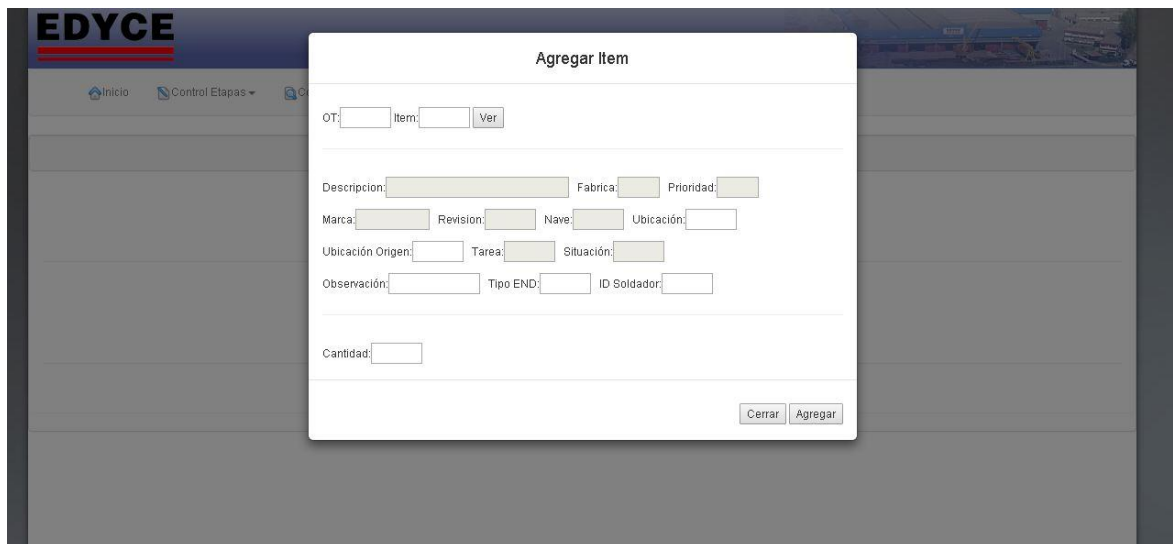 EDYCE
Agregar Item
Inicio Control Etapas
OT: Item: Ver
Descripcion: Fabrica: Prioridad:
Marca: Revision: Nave: Ubicación:
Ubicación Origen: Tarea: Situación:
Observación: Tipo END: ID Soldador:
Cantidad:
Cerrar Agregar